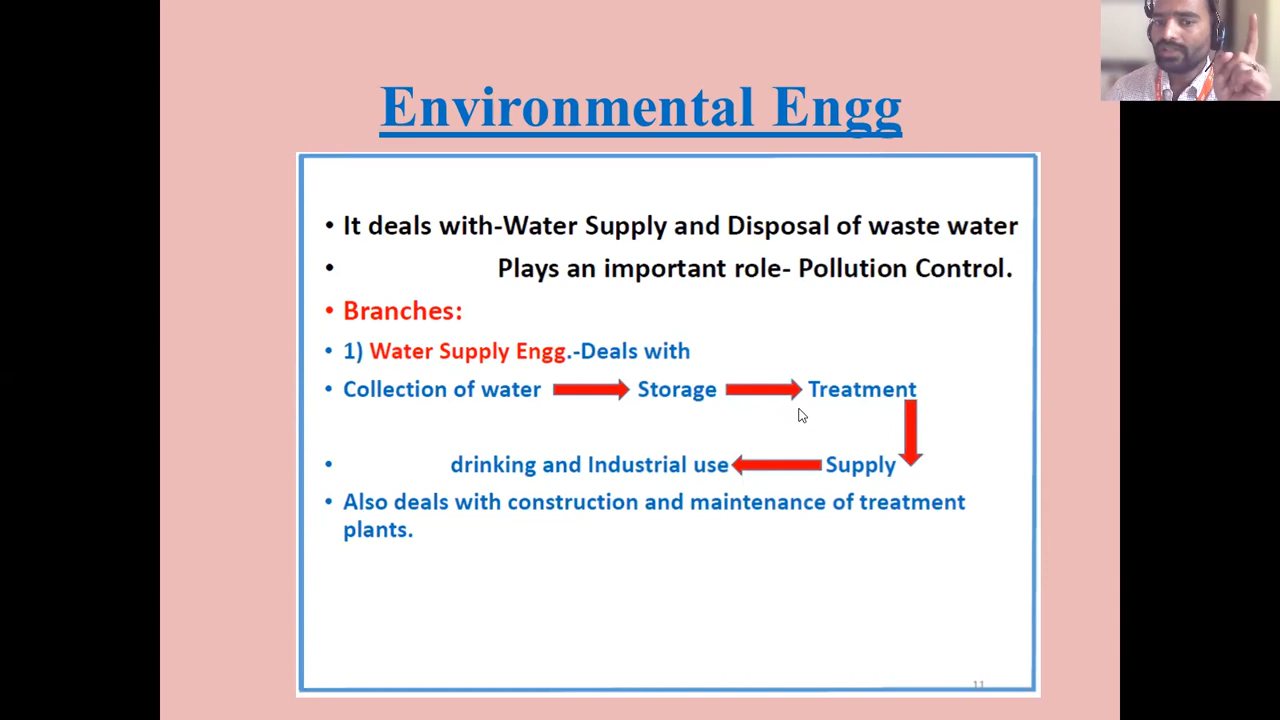 Environmental Engg
• It deals with-Water Supply and Disposal of waste water
• Plays an important role- Pollution Control.
• Branches:
• 1) Water Supply Engg.-Deals with
• Collection of water Storage Treatment
• drinking and Industrial use Supply
• Also deals with construction and maintenance of treatment
plants.
11